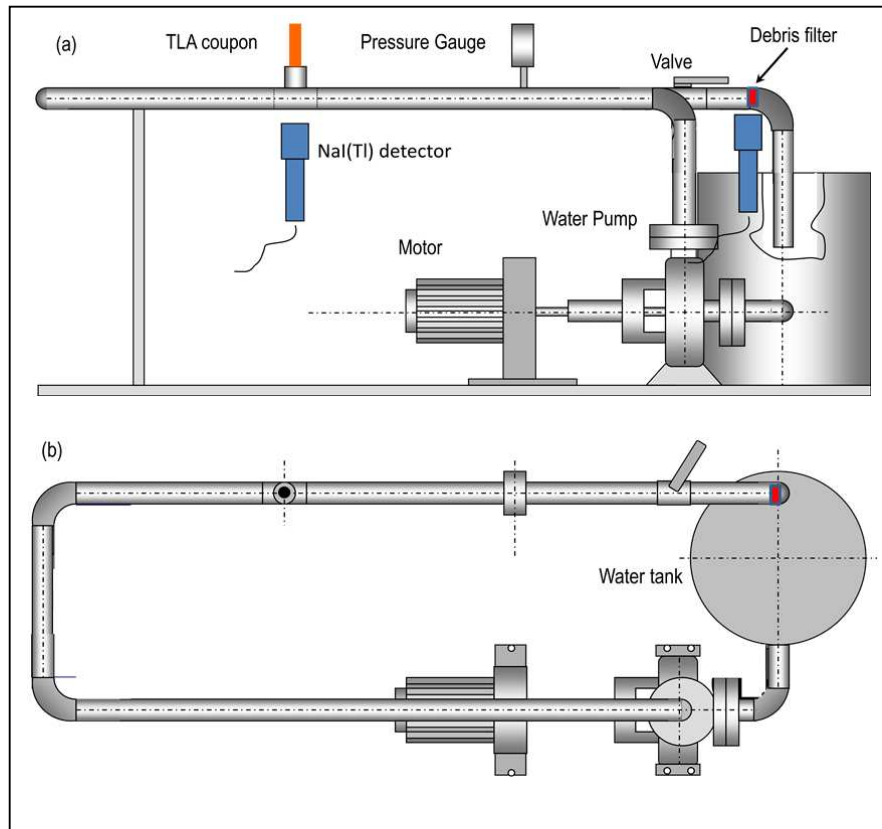 (a)
TLA coupon
Pressure Gauge
Debris filter
Valve
NaI(Tl) detector
Water Pump
Motor
(b)
Water tank